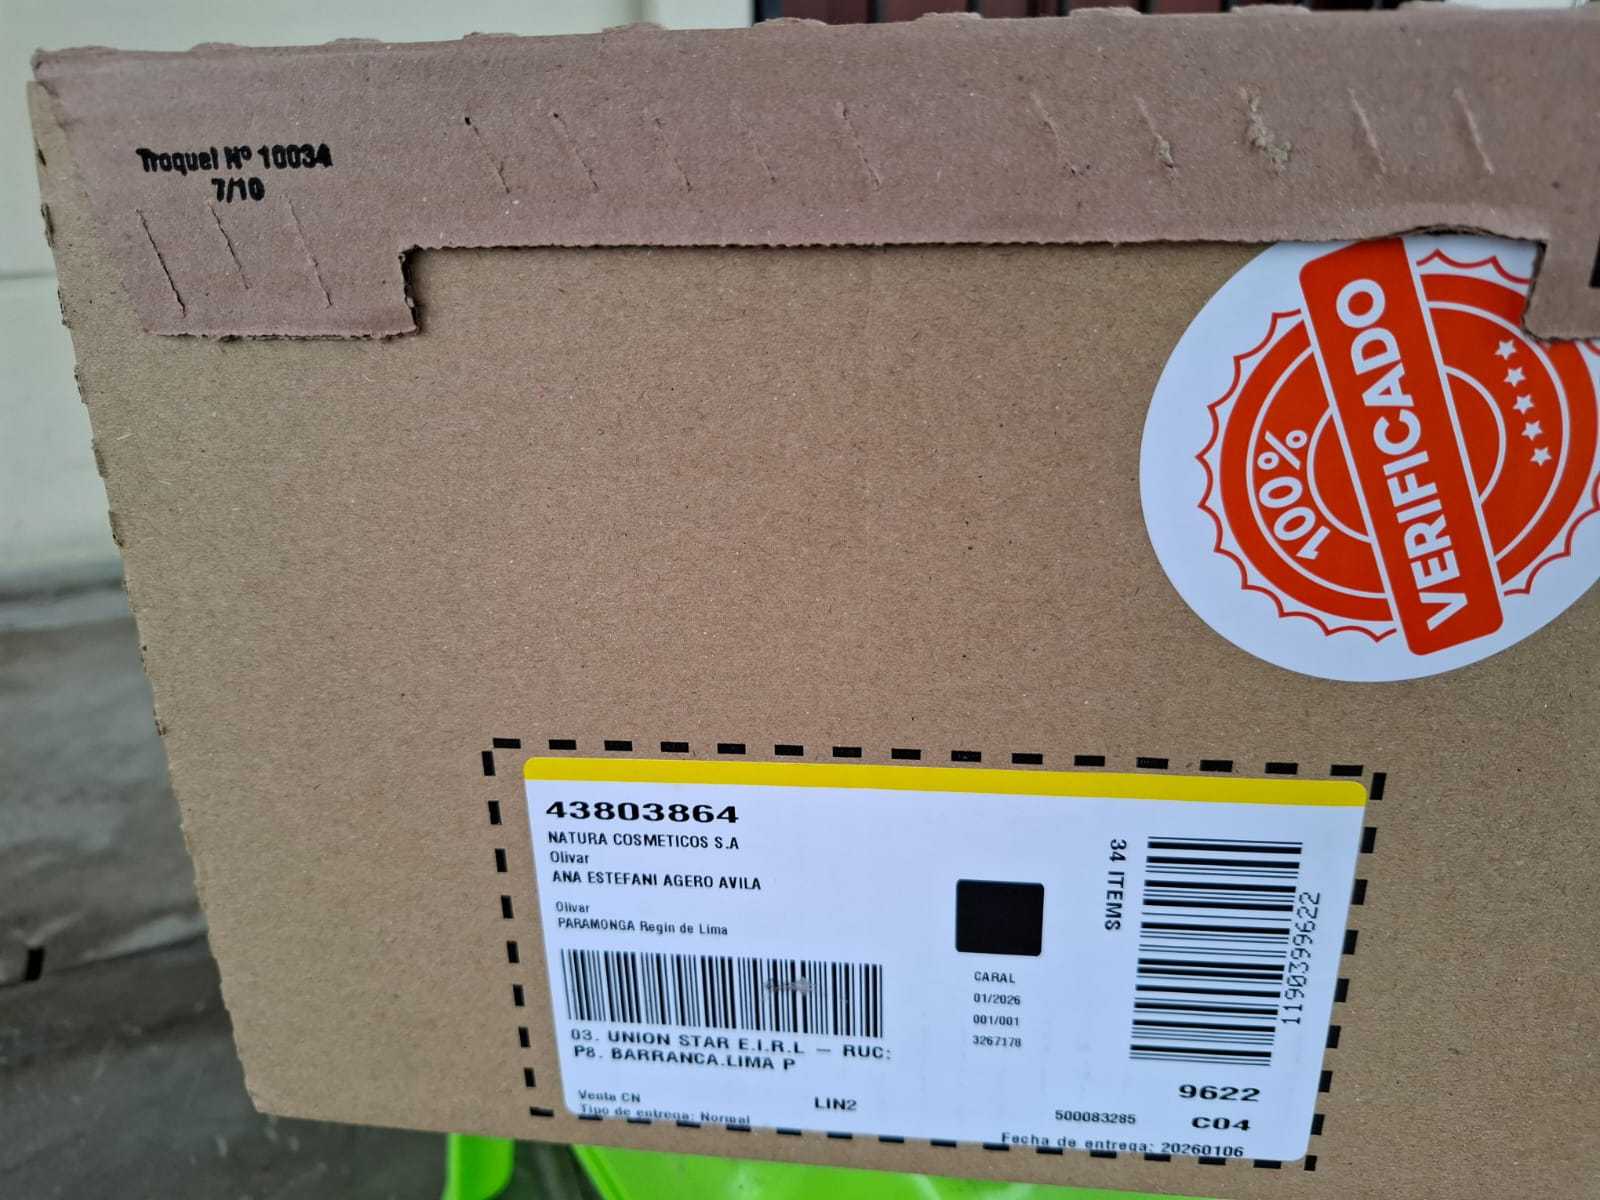 Troquel Nº 10034
7/10
100%
VERIFICADO
43803864
NATURA COSMETICOS S.A
Olivar
ANA ESTEFANI AGERO AVILA
Olivar
PARAMONGA Regin de Lima
03. UNION STAR E.I.R.L – RUC:
P8. BARRANCA.LIMA P
Venta CN
Tipo de entrega: Normal
LIN2
CARAL
01/2026
001/001
3267178
34 ITEMS
1190399622
9622
500083285
C04
Fecha de entrega: 20260106